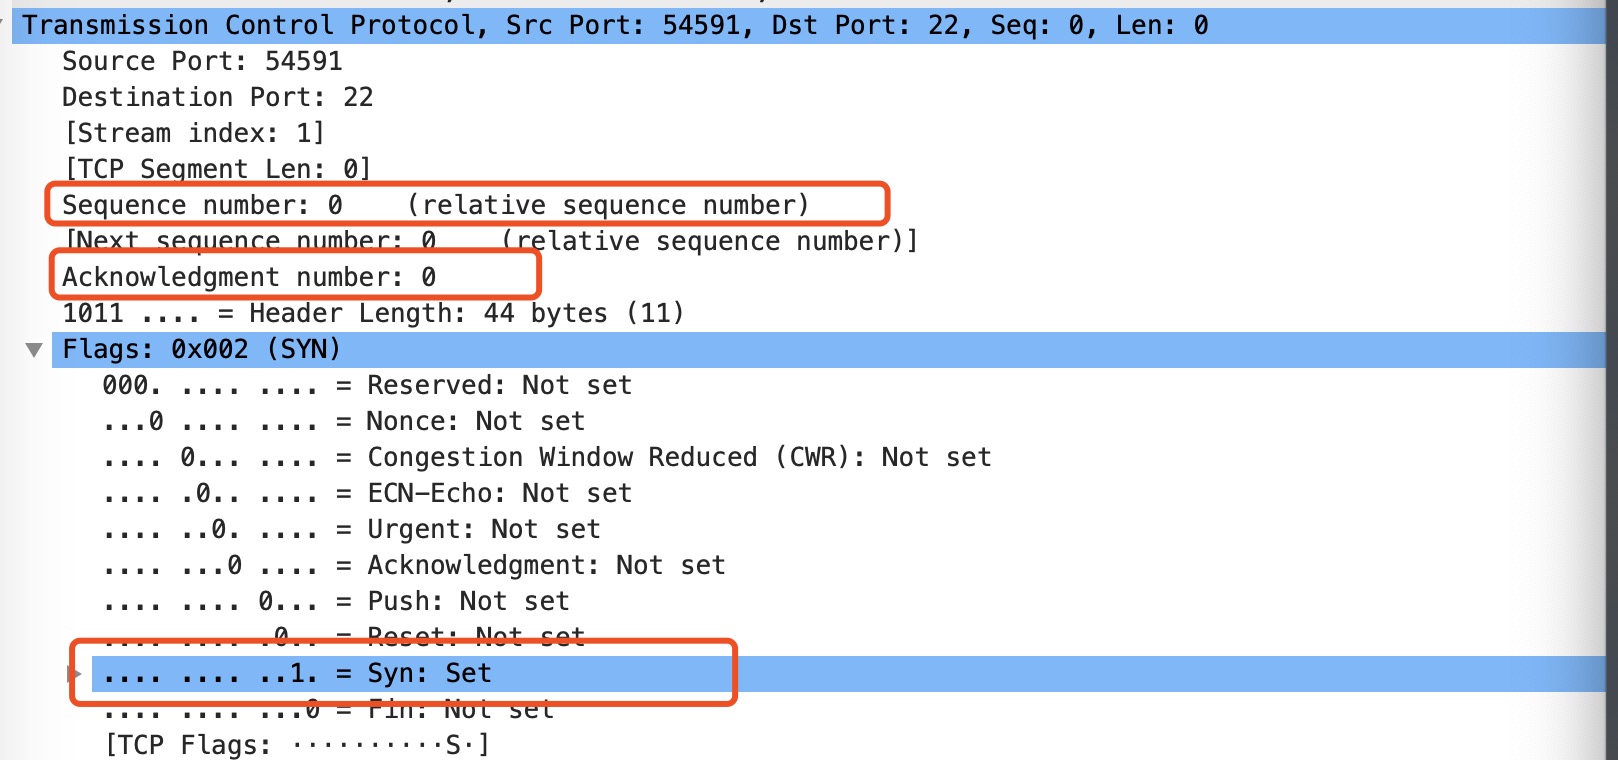 Transmission Control Protocol, Src Port: 54591, Dst Port: 22, Seq: 0, Len: 0
Source Port: 54591
Destination Port: 22
[Stream index: 1]
[TCP Segment Len: 0]
Sequence number: 0    (relative sequence number)
[Next sequence number: 0    (relative sequence number)]
Acknowledgment number: 0
1011 .... = Header Length: 44 bytes (11)
Flags: 0x002 (SYN)
000. .... .... = Reserved: Not set
...0 .... .... = Nonce: Not set
.... 0... .... = Congestion Window Reduced (CWR): Not set
.... .0.. .... = ECN-Echo: Not set
.... ..0. .... = Urgent: Not set
.... ...0 .... = Acknowledgment: Not set
.... .... 0... = Push: Not set
.... .... .0.. = Reset: Not set
.... .... ..1. = Syn: Set
.... .... ...0 = Fin: Not set
[TCP Flags: ··········S·]